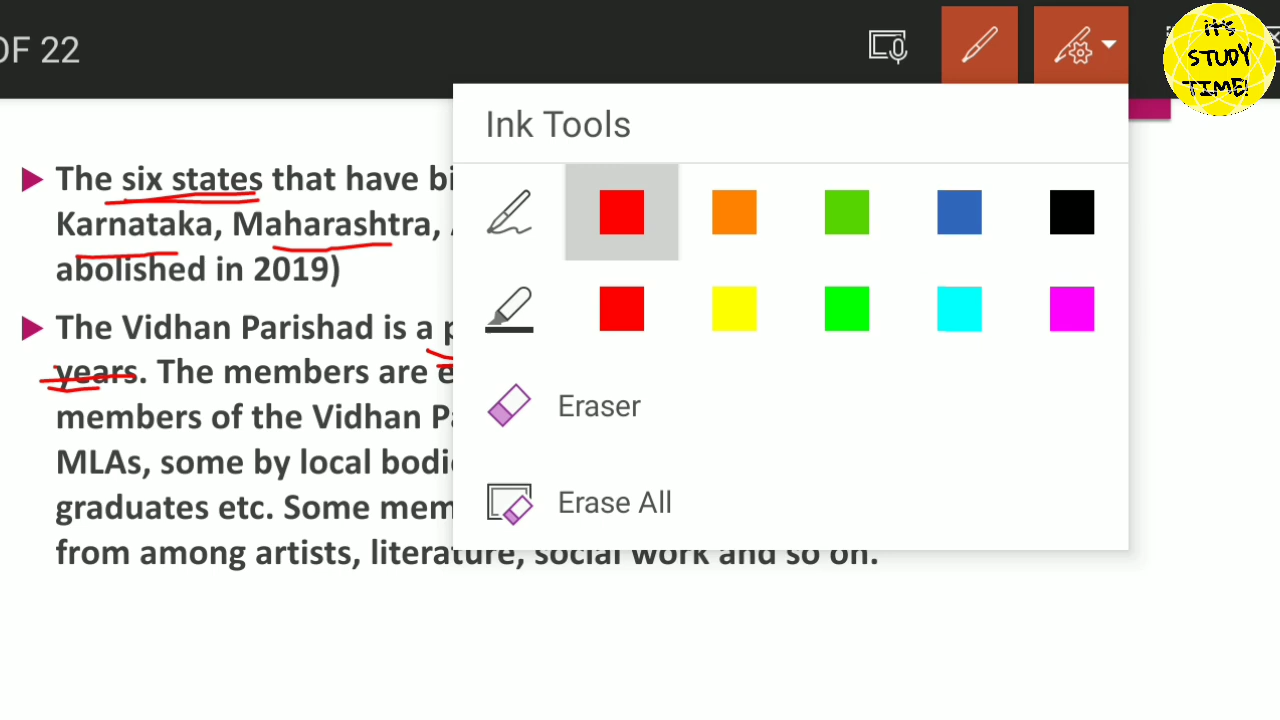 OF 22
IT'S
STUDY
TIME!
Ink Tools
The six states that have bi
Karnataka, Maharashtra,
abolished in 2019)
The Vidhan Parishad is a p
years. The members are e
members of the Vidhan Pa
MLAs, some by local bodie
graduates etc. Some mem
from among artists, literature, social work and so on.
Eraser
Erase All